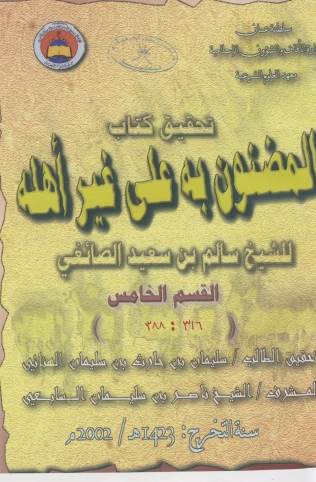 سلطنة عمان
وزارة الأوقاف والشؤون الدينية
معهد العلوم الشرعية
تحقيق كتاب
المضنون به على غير أهله
للشيخ سالم بن سعيد الصائغي
القسم الخامس
( ٣١٦ : ٣٨٨ )
تحقيق الطالب / سليمان بن حارث بن سليمان
المشرف / الشيخ ناصر بن سليمان السابعي
سنة التخرج : 1423هـ / 2002م